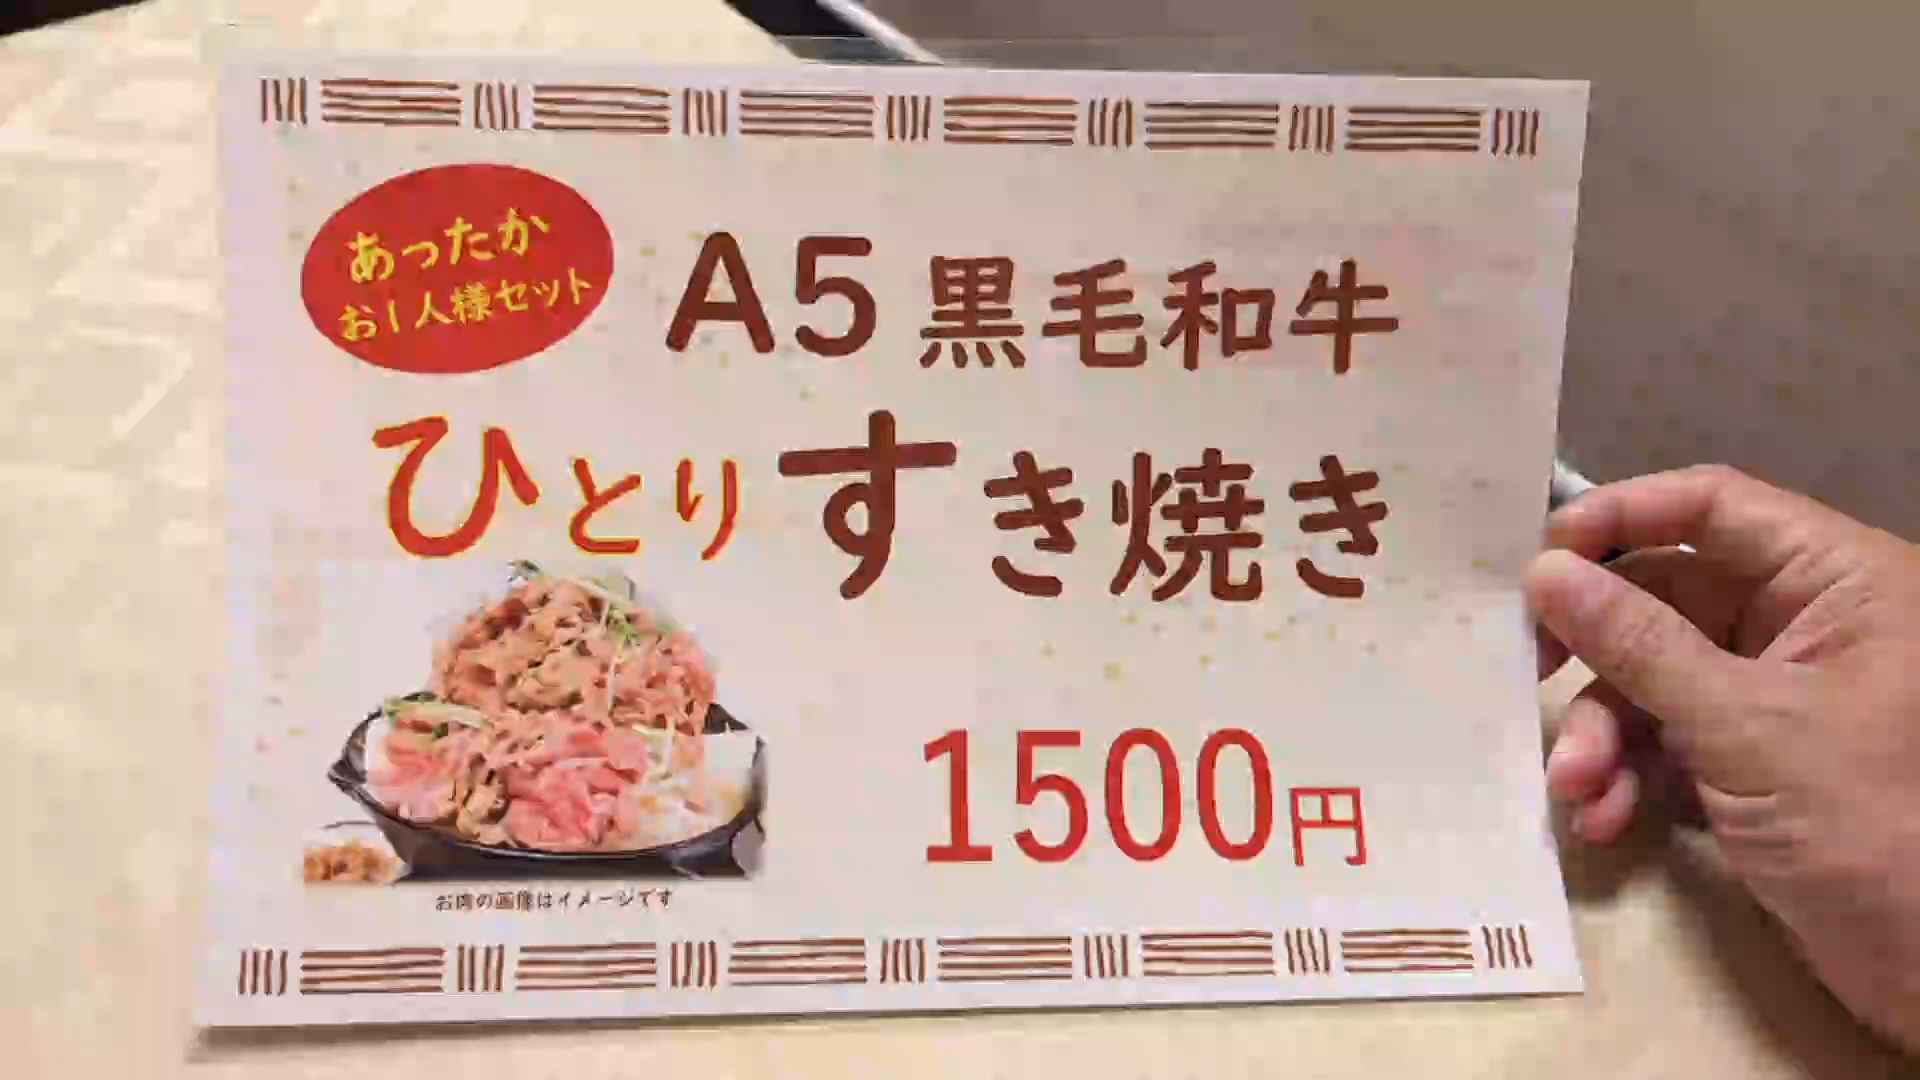 あったか
お1人様セット
A5 黒毛和牛
ひとりすき焼き
1500円
お肉の画像はイメージです